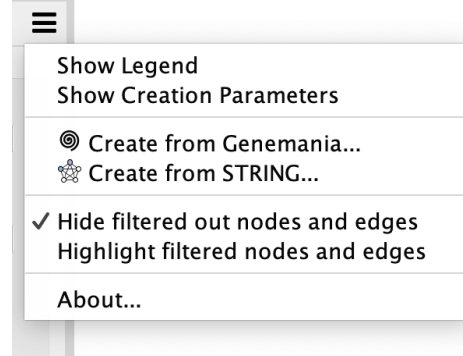 Show Legend
Show Creation Parameters
Create from Genemania...
Create from STRING...
✓ Hide filtered out nodes and edges
Highlight filtered nodes and edges
About...